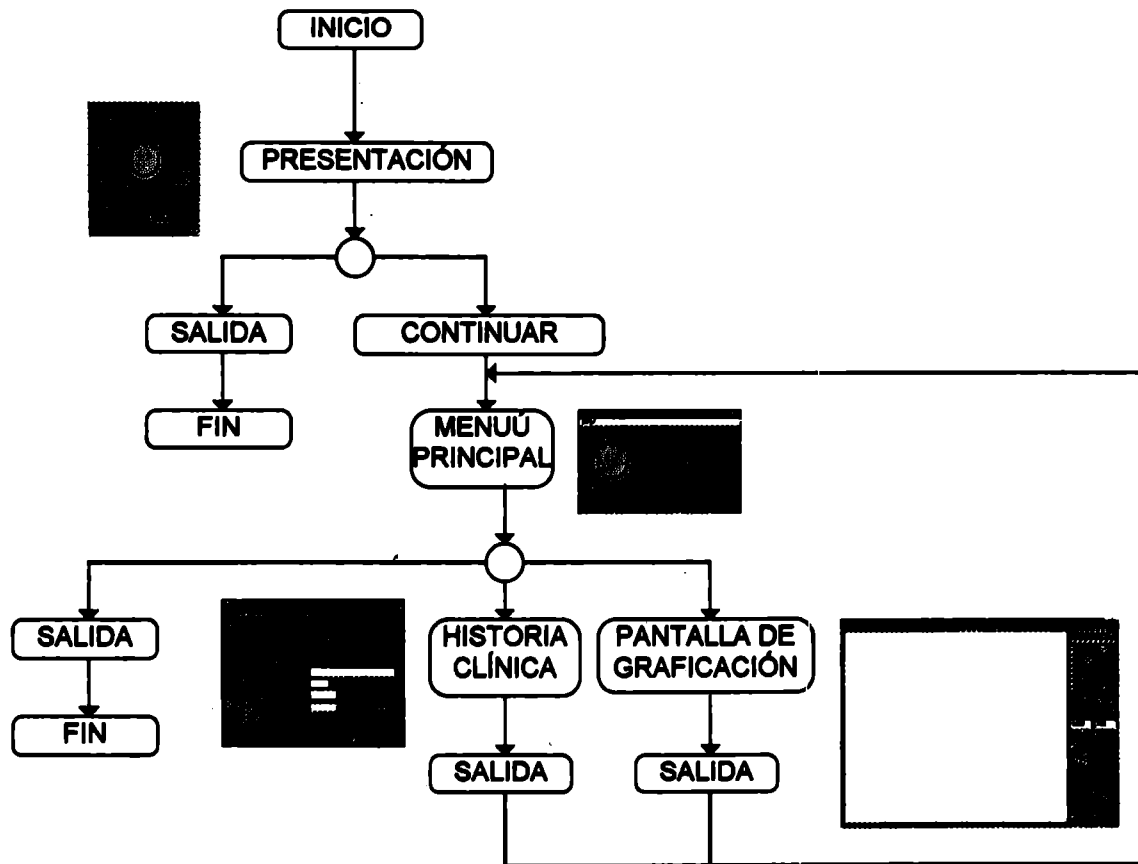 INICIO
PRESENTACIÓN
SALIDA
CONTINUAR
FIN
MENUÚ
PRINCIPAL
SALIDA
HISTORIA
CLÍNICA
PANTALLA DE
GRAFICACIÓN
FIN
SALIDA
SALIDA